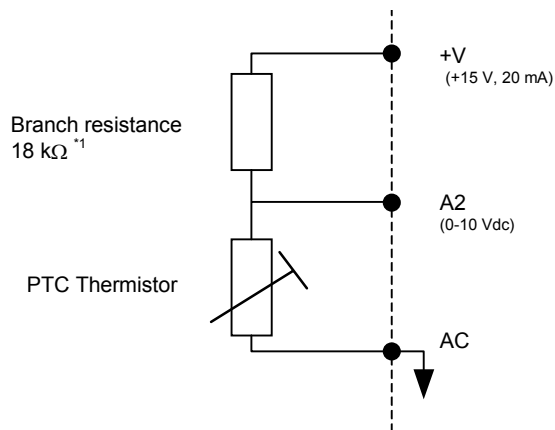 +V
(+15 V, 20 mA)
Branch resistance
18 kΩ *1
A2
(0-10 Vdc)
PTC Thermistor
AC